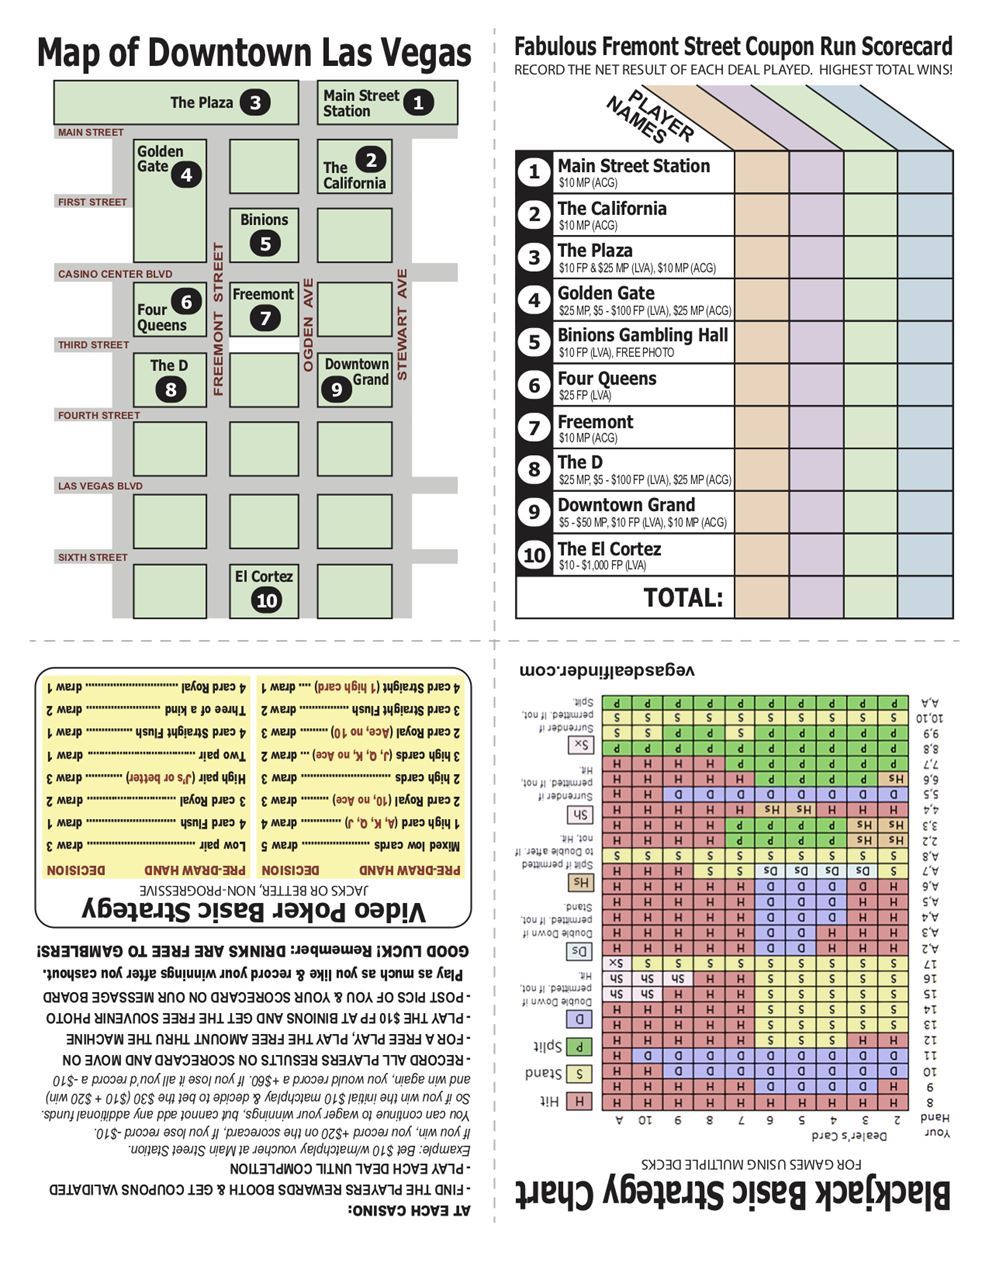 Map of Downtown Las Vegas
The Plaza 3
Main Street
Station 1
MAIN STREET
Golden
Gate 4
The 2
California
FIRST STREET
Binions
5
CASINO CENTER BLVD
Four 6
Queens
Freemont
7
THIRD STREET
The D
8
Downtown
9 Grand
FOURTH STREET
LAS VEGAS BLVD
SIXTH STREET
El Cortez
10
FREEMONT STREET
OGDEN AVE
STEWART AVE
Fabulous Fremont Street Coupon Run Scorecard
RECORD THE NET RESULT OF EACH DEAL PLAYED. HIGHEST TOTAL WINS!
PLAYER
NAMES
1 Main Street Station
$10 MP (ACG)
2 The California
$10 MP (ACG)
3 The Plaza
$10 FP & $25 MP (LVA), $10 MP (ACG)
4 Golden Gate
$25 MP, $5 - $100 FP (LVA), $25 MP (ACG)
5 Binions Gambling Hall
$10 FP (LVA), FREE PHOTO
6 Four Queens
$25 FP (LVA)
7 Freemont
$10 MP (ACG)
8 The D
$25 MP, $5 - $100 FP (LVA), $25 MP (ACG)
9 Downtown Grand
$5 - $50 MP, $10 FP (LVA), $10 MP (ACG)
10 The El Cortez
$10 - $1,000 FP (LVA)
TOTAL:
AT EACH CASINO:
- FIND THE PLAYERS REWARDS BOOTH & GET COUPONS VALIDATED
- PLAY EACH DEAL UNTIL COMPLETION
Example: Bet $10 w/matchplay voucher at Main Street Station.
If you win, you record +$20 on the scorecard, If you lose record -$10.
You can continue to wager your winnings, but cannot add any additional funds.
So if you win the initial $10 matchplay & decide to bet the $30 ($10 + $20 win)
and win again, you would record a +$60. If you lose it all you'd record a -$10
- RECORD ALL PLAYERS RESULTS ON SCORECARD AND MOVE ON
- FOR A FREE PLAY, PLAY THE FREE AMOUNT THRU THE MACHINE
- PLAY THE $10 FP AT BINIONS AND GET THE FREE SOUVENIR PHOTO
- POST PICS OF YOU & YOUR SCORECARD ON OUR MESSAGE BOARD
Play as much as you like & record your winnings after you cashout.
GOOD LUCK!! Remember: DRINKS ARE FREE TO GAMBLERS!
Video Poker Basic Strategy
JACKS OR BETTER, NON-PROGRESSIVE
PRE-DRAW HAND DECISION
Mixed low cards ........ draw 5
1 high card (A, K, Q, J) ........ draw 4
2 card Royal (10, no Ace) ........ draw 3
2 high cards ........ draw 3
3 high cards (J, Q, K, no Ace) ... draw 2
2 card Royal (Ace, no 10) ........ draw 3
3 card Straight Flush ........ draw 2
4 card Straight (1 high card) .... draw 1
PRE-DRAW HAND DECISION
Low pair ........ draw 3
4 card Flush ........ draw 1
3 card Royal ........ draw 2
High pair (J's or better) ........ draw 3
Two pair ........ draw 1
4 card Straight Flush ........ draw 1
Three of a kind ........ draw 2
4 card Royal ........ draw 1
Blackjack Basic Strategy Chart
FOR GAMES USING MULTIPLE DECKS
Your
Hand
Dealer's Card
2 3 4 5 6 7 8 9 10 A
8 H H H H H H H H H H
9 H D D D D H H H H H
10 D D D D D D D D H H
11 D D D D D D D D D H
12 H H S S S H H H H H
13 S S S S S H H H H H
14 S S S S S H H H H H
15 S S S S S H H H Sh Sh
16 S S S S S H H Sh Sh Sh
17 S S S S S S S S S Sx
A,2 H H H D D H H H H H
A,3 H H H D D H H H H H
A,4 H H D D D H H H H H
A,5 H H D D D H H H H H
A,6 H D D D D H H H H H
A,7 S Ds Ds Ds Ds S S H H H
A,8 S S S S S S S S S S
2,2 Hs Hs P P P P H H H H
3,3 Hs Hs P P P P H H H H
4,4 H H H Hs Hs H H H H H
5,5 D D D D D D D D H H
6,6 Hs P P P P H H H H H
7,7 P P P P P P H H H H
8,8 P P P P P P P P P P
9,9 P P P P P S P P S S
10,10 S S S S S S S S S S
A,A P P P P P P P P P P
H Hit
S Stand
P Split
D Double Down if
permitted. If not,
Hit.
Ds Double Down if
permitted. If not,
Stand.
Hs Split if permitted
to Double after. If
not, Hit.
Sh Surrender if
permitted. If not,
Hit.
Sx Surrender if
permitted. If not,
Split.
vegasdealfinder.com